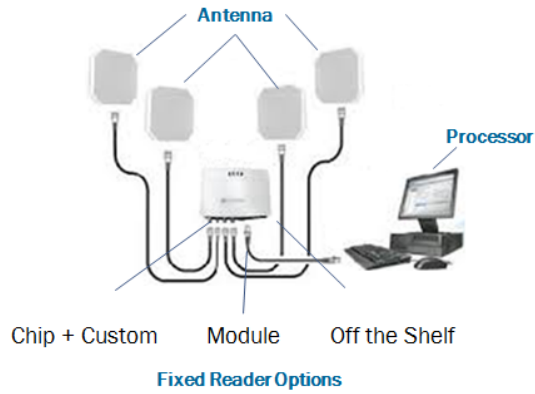 Antenna
Processor
Chip + Custom
Module
Off the Shelf
Fixed Reader Options